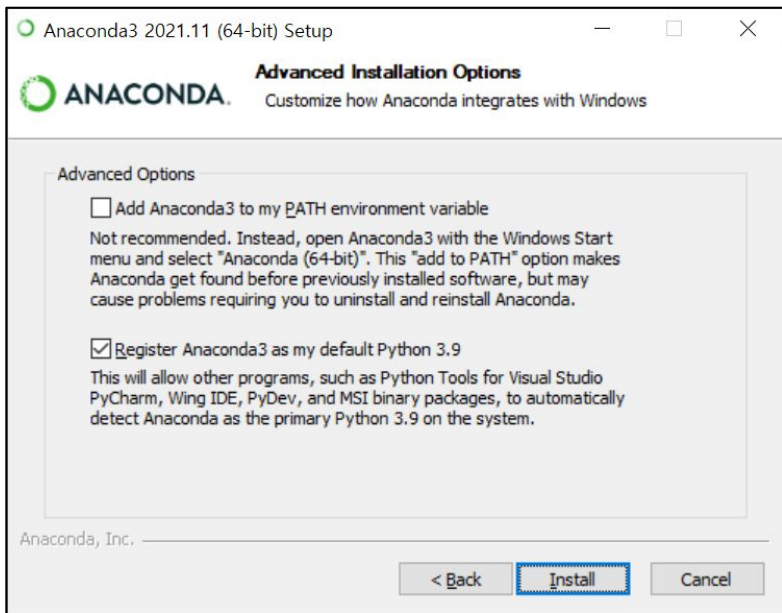 Anaconda3 2021.11 (64-bit) Setup
ANACONDA.
Advanced Installation Options
Customize how Anaconda integrates with Windows
Advanced Options
Add Anaconda3 to my PATH environment variable
Not recommended. Instead, open Anaconda3 with the Windows Start
menu and select "Anaconda (64-bit)". This "add to PATH" option makes
Anaconda get found before previously installed software, but may
cause problems requiring you to uninstall and reinstall Anaconda.
Register Anaconda3 as my default Python 3.9
This will allow other programs, such as Python Tools for Visual Studio
PyCharm, Wing IDE, PyDev, and MSI binary packages, to automatically
detect Anaconda as the primary Python 3.9 on the system.
Anaconda, Inc.
< Back
Install
Cancel